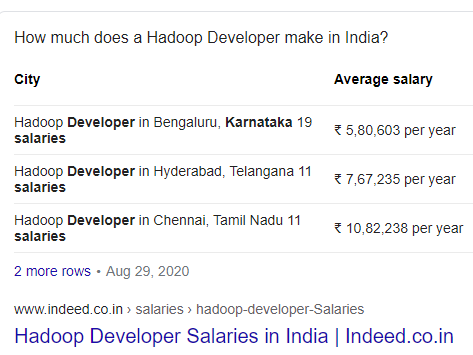 How much does a Hadoop Developer make in India?
City Average salary
Hadoop Developer in Bengaluru, Karnataka 19
salaries
₹ 5,80,603 per year
Hadoop Developer in Hyderabad, Telangana 11
salaries
₹ 7,67,235 per year
Hadoop Developer in Chennai, Tamil Nadu 11
salaries
₹ 10,82,238 per year
2 more rows • Aug 29, 2020
www.indeed.co.in › salaries › hadoop-developer-Salaries
Hadoop Developer Salaries in India | Indeed.co.in